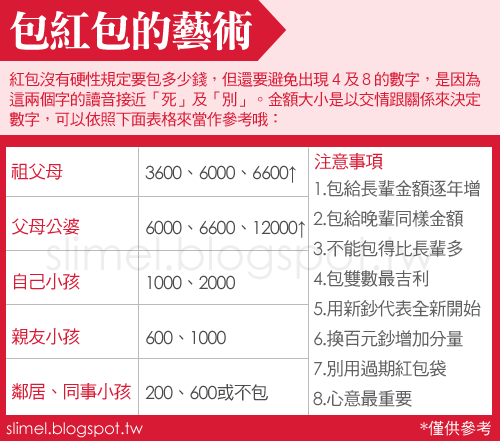 包紅包的藝術
紅包沒有硬性規定要包多少錢，但還要避免出現４及８的數字，是因為
這兩個字的讀音接近「死」及「別」。金額大小是以交情跟關係來決定
數字，可以依照下面表格來當作參考哦：
祖父母 3600、6000、6600↑
父母公婆 6000、6600、12000↑
自己小孩 1000、2000
親友小孩 600、1000
鄰居、同事小孩 200、600或不包
注意事項
1.包給長輩金額逐年增
2.包給晚輩同樣金額
3.不能包得比長輩多
4.包雙數最吉利
5.用新鈔代表全新開始
6.換百元鈔增加分量
7.別用過期紅包袋
8.心意最重要
slimel.blogspot.tw
slimel.blogspot.tw
*僅供參考